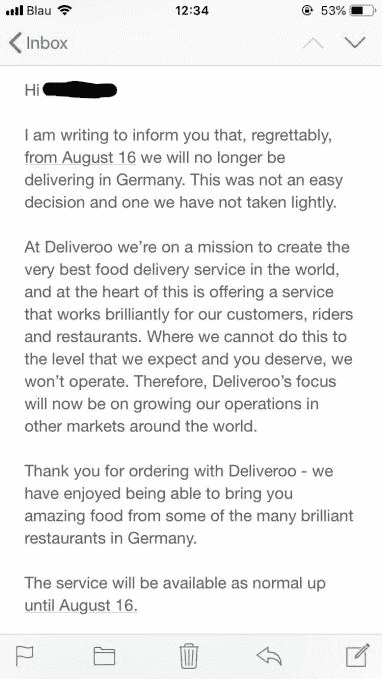 Blau 12:34 53%
Inbox
Hi
I am writing to inform you that, regrettably,
from August 16 we will no longer be
delivering in Germany. This was not an easy
decision and one we have not taken lightly.
At Deliveroo we’re on a mission to create the
very best food delivery service in the world,
and at the heart of this is offering a service
that works brilliantly for our customers, riders
and restaurants. Where we cannot do this to
the level that we expect and you deserve, we
won’t operate. Therefore, Deliveroo’s focus
will now be on growing our operations in
other markets around the world.
Thank you for ordering with Deliveroo - we
have enjoyed being able to bring you
amazing food from some of the many brilliant
restaurants in Germany.
The service will be available as normal up
until August 16.